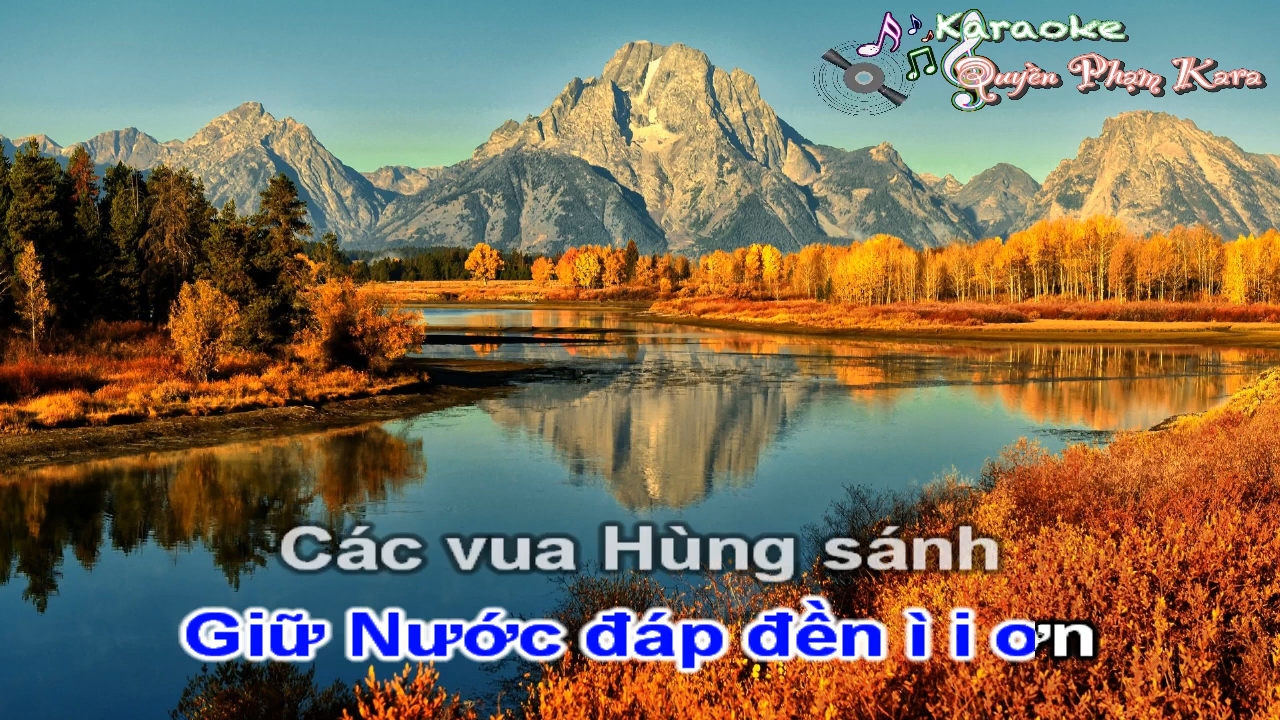 Karaoke
Quyền Phạm Kara
Các vua Hùng sánh
Giữ Nước đáp đền ì i ơn